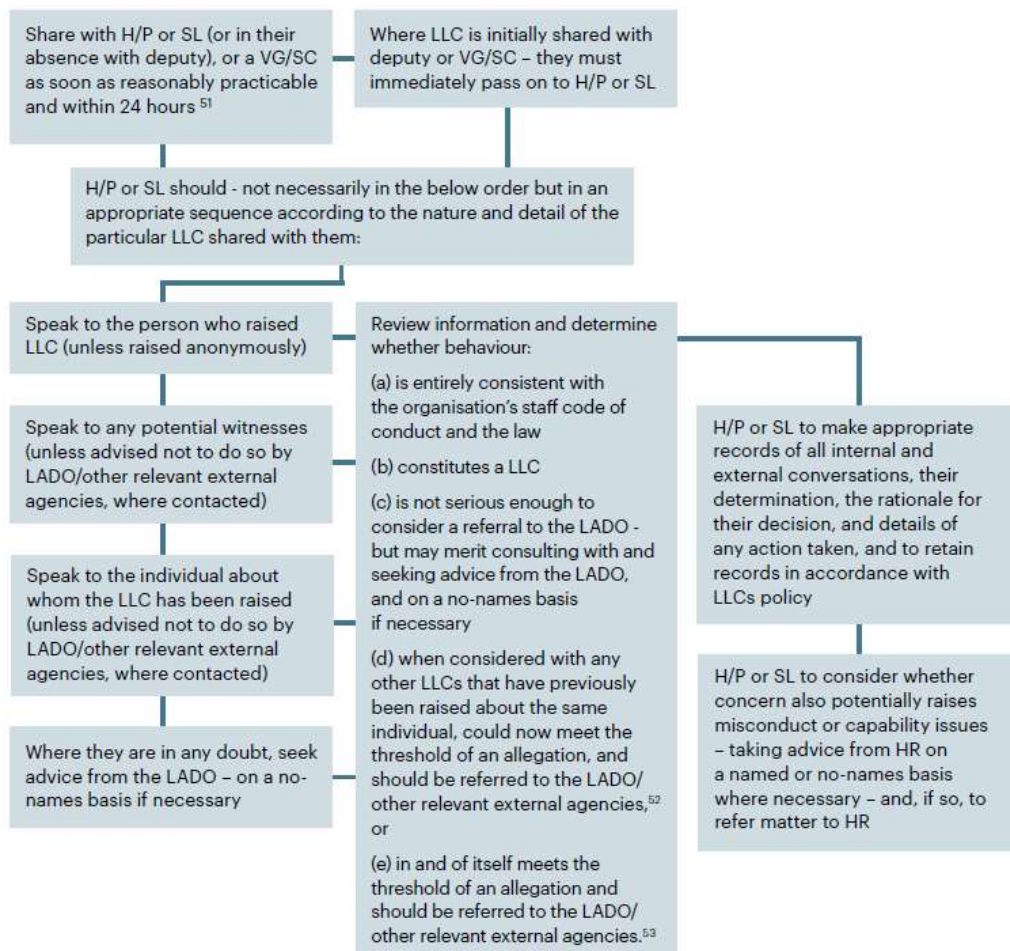 Share with H/P or SL (or in their
absence with deputy), or a VG/SC
as soon as reasonably practicable
and within 24 hours 51
Where LLC is initially shared with
deputy or VG/SC – they must
immediately pass on to H/P or SL
H/P or SL should - not necessarily in the below order but in an
appropriate sequence according to the nature and detail of the
particular LLC shared with them:
Speak to the person who raised
LLC (unless raised anonymously)
Speak to any potential witnesses
(unless advised not to do so by
LADO/other relevant external
agencies, where contacted)
Speak to the individual about
whom the LLC has been raised
(unless advised not to do so by
LADO/other relevant external
agencies, where contacted)
Where they are in any doubt, seek
advice from the LADO – on a no-
names basis if necessary
Review information and determine
whether behaviour:
(a) is entirely consistent with
the organisation’s staff code of
conduct and the law
(b) constitutes a LLC
(c) is not serious enough to
consider a referral to the LADO -
but may merit consulting with and
seeking advice from the LADO,
and on a no-names basis
if necessary
(d) when considered with any
other LLCs that have previously
been raised about the same
individual, could now meet the
threshold of an allegation, and
should be referred to the LADO/
other relevant external agencies,52
or
(e) in and of itself meets the
threshold of an allegation and
should be referred to the LADO/
other relevant external agencies.53
H/P or SL to make appropriate
records of all internal and
external conversations, their
determination, the rationale for
their decision, and details of
any action taken, and to retain
records in accordance with
LLCs policy
H/P or SL to consider whether
concern also potentially raises
misconduct or capability issues
– taking advice from HR on
a named or no-names basis
where necessary – and, if so, to
refer matter to HR